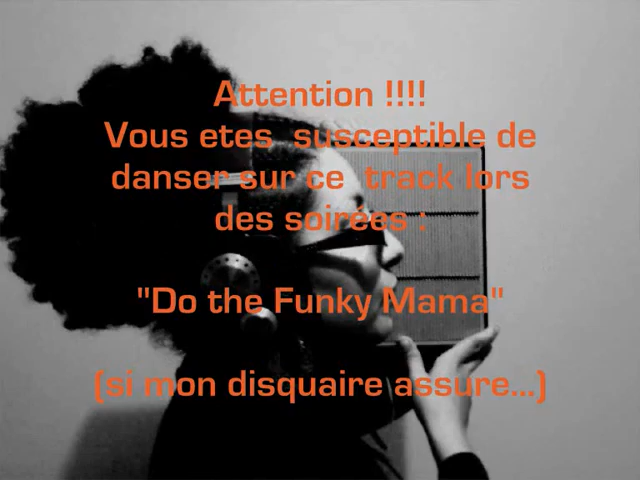 Attention !!!!
Vous etes susceptible de
danser sur ce track lors
des soirées :
"Do the Funky Mama"
(si mon disquaire assure...)